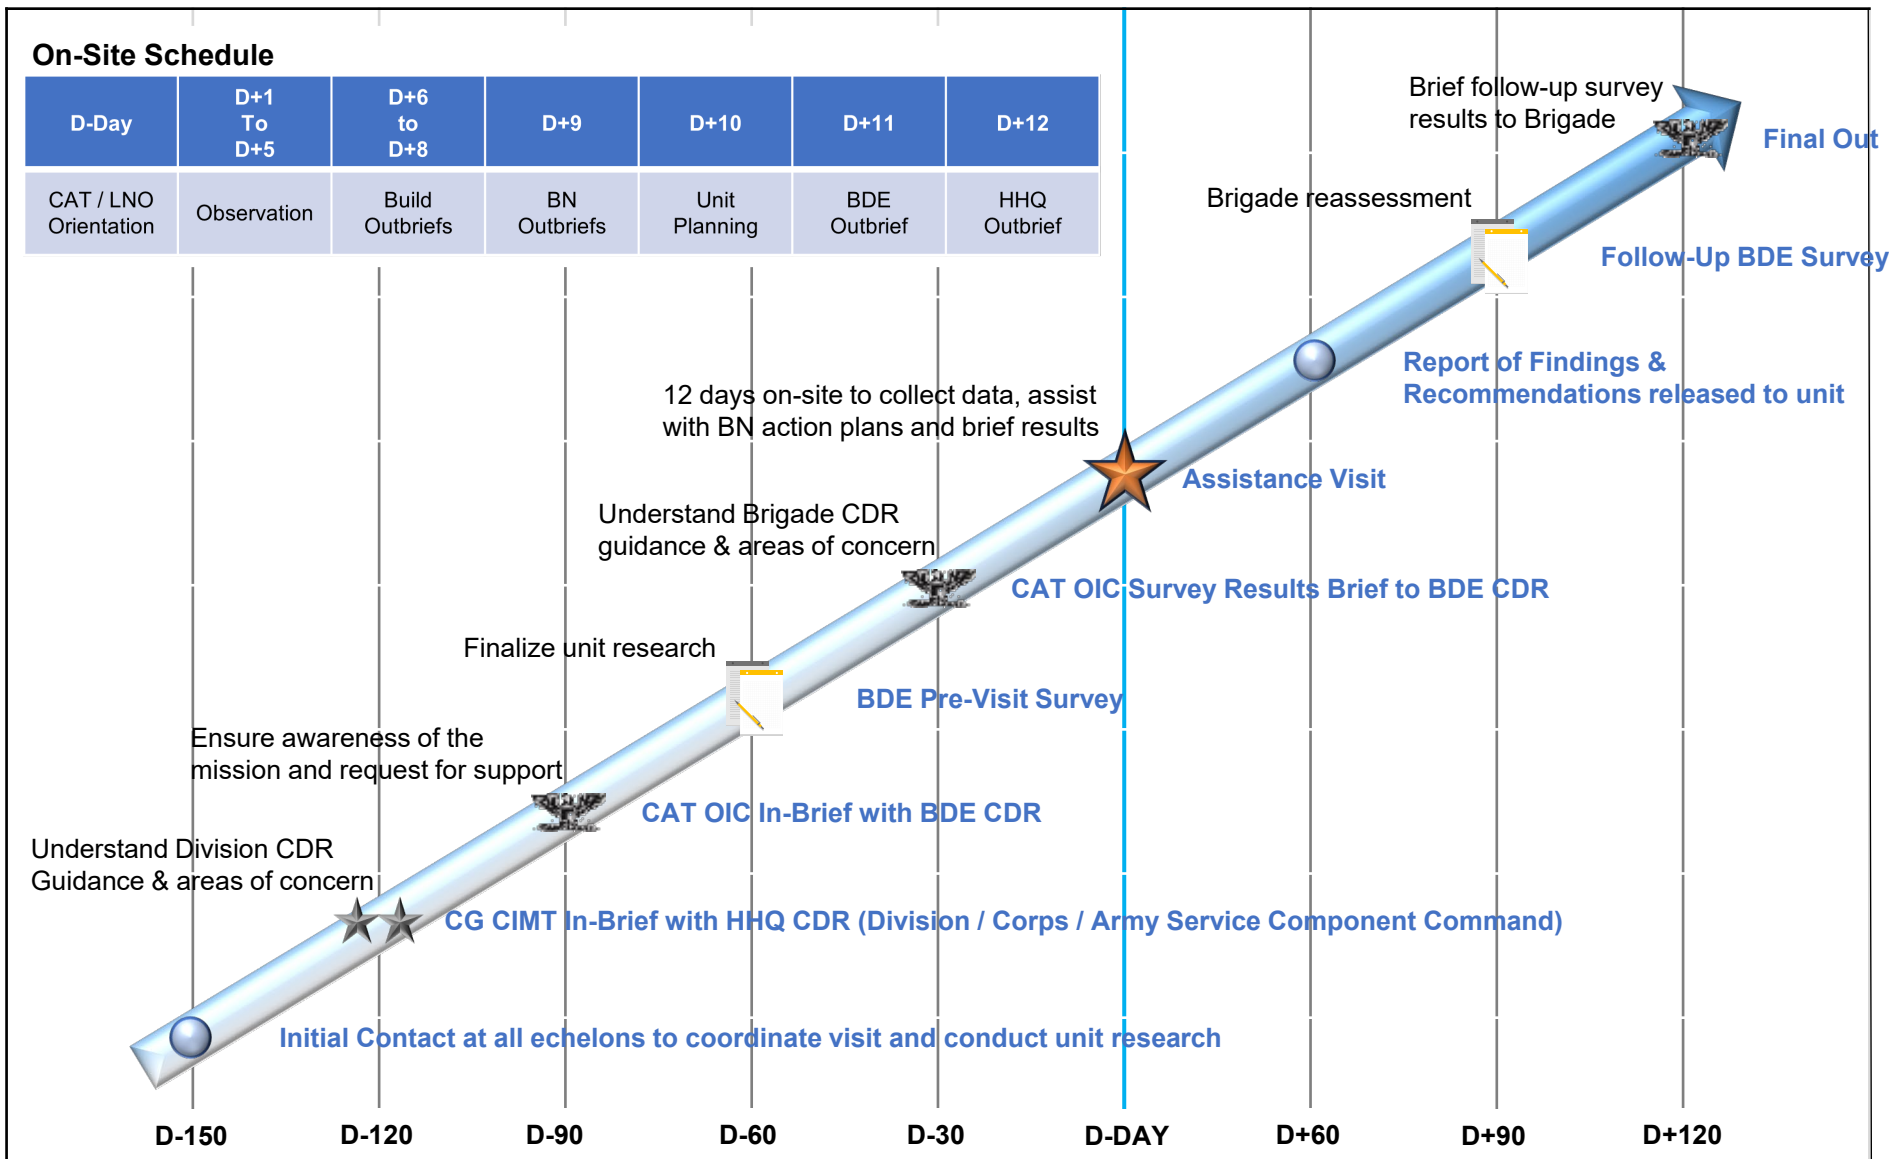 On-Site Schedule
D-Day
D+1
To
D+5
D+6
to
D+8
D+9
D+10
D+11
D+12
CAT / LNO
Orientation
Observation
Build
Outbriefs
BN
Outbriefs
Unit
Planning
BDE
Outbrief
HHQ
Outbrief
Brief follow-up survey
results to Brigade
Final Out
Brigade reassessment
Follow-Up BDE Survey
Report of Findings &
Recommendations released to unit
12 days on-site to collect data, assist
with BN action plans and brief results
Assistance Visit
Understand Brigade CDR
guidance & areas of concern
CAT OIC Survey Results Brief to BDE CDR
Finalize unit research
BDE Pre-Visit Survey
Ensure awareness of the
mission and request for support
CAT OIC In-Brief with BDE CDR
Understand Division CDR
Guidance & areas of concern
CG CIMT In-Brief with HHQ CDR (Division / Corps / Army Service Component Command)
Initial Contact at all echelons to coordinate visit and conduct unit research
D-150
D-120
D-90
D-60
D-30
D-DAY
D+60
D+90
D+120